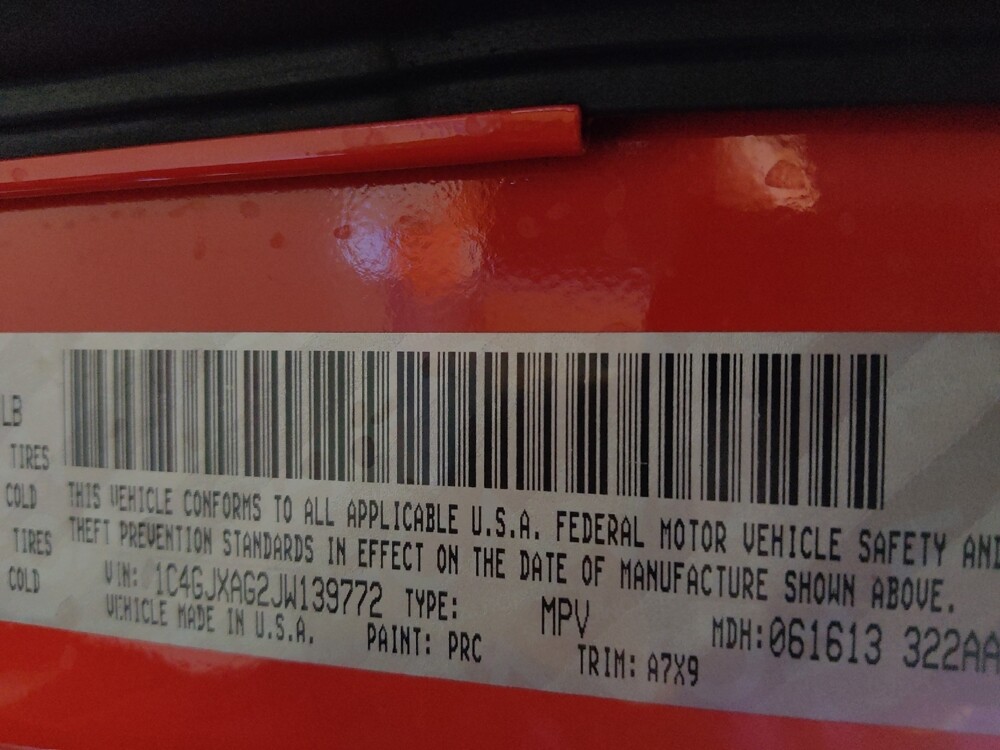 LB
TIRES
COLD
TIRES
COLD
THIS VEHICLE CONFORMS TO ALL APPLICABLE U.S.A. FEDERAL MOTOR VEHICLE SAFETY AND
THEFT PREVENTION STANDARDS IN EFFECT ON THE DATE OF MANUFACTURE SHOWN ABOVE.
VIN: 1C4GJXAG2JW139772 TYPE: MPV MDH:061613 322AA
VEHICLE MADE IN U.S.A. PAINT: PRC TRIM: A7X9